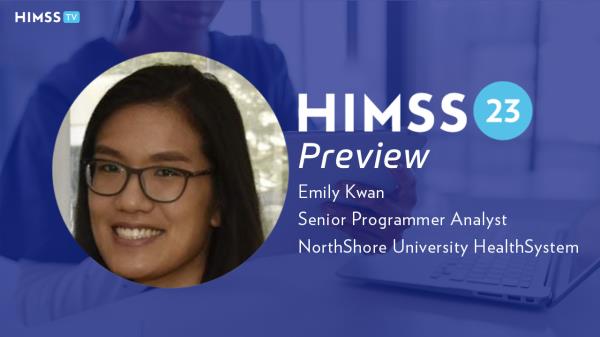 HIMSS TV
HIMSS 23
Preview
Emily Kwan
Senior Programmer Analyst
NorthShore University HealthSystem